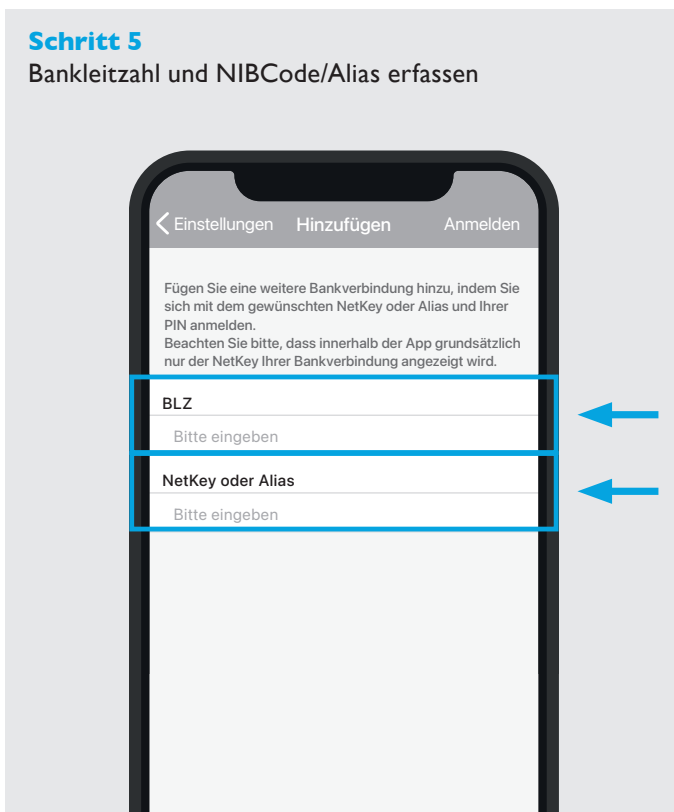 Schritt 5
Bankleitzahl und NIBCode/Alias erfassen
Einstellungen Hinzufügen Anmelden
Fügen Sie eine weitere Bankverbindung hinzu, indem Sie
sich mit dem gewünschten NetKey oder Alias und Ihrer
PIN anmelden.
Beachten Sie bitte, dass innerhalb der App grundsätzlich
nur der NetKey Ihrer Bankverbindung angezeigt wird.
BLZ
Bitte eingeben
NetKey oder Alias
Bitte eingeben